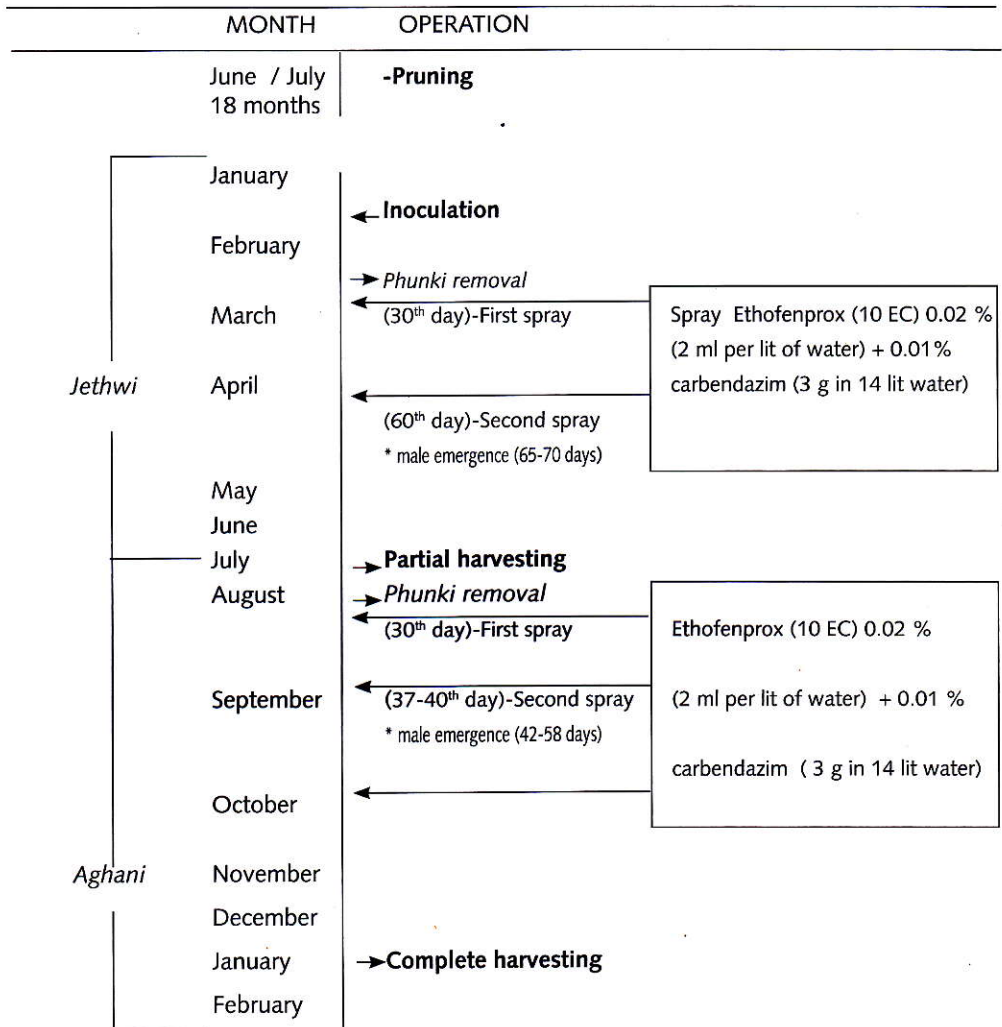 MONTH OPERATION
June / July -Pruning
18 months
January
Inoculation
February
Phunki removal
March (30th day)-First spray
Spray Ethofenprox (10 EC) 0.02 %
(2 ml per lit of water) + 0.01%
carbendazim (3 g in 14 lit water)
Jethwi April
(60th day)-Second spray
* male emergence (65-70 days)
May
June
July Partial harvesting
August Phunki removal
(30th day)-First spray
Ethofenprox (10 EC) 0.02 %
September (37-40th day)-Second spray
(2 ml per lit of water) + 0.01 %
* male emergence (42-58 days)
carbendazim ( 3 g in 14 lit water)
October
Aghani November
December
January Complete harvesting
February